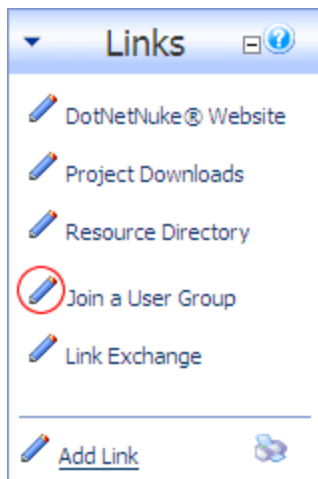 Links
DotNetNuke® Website
Project Downloads
Resource Directory
Join a User Group
Link Exchange
Add Link